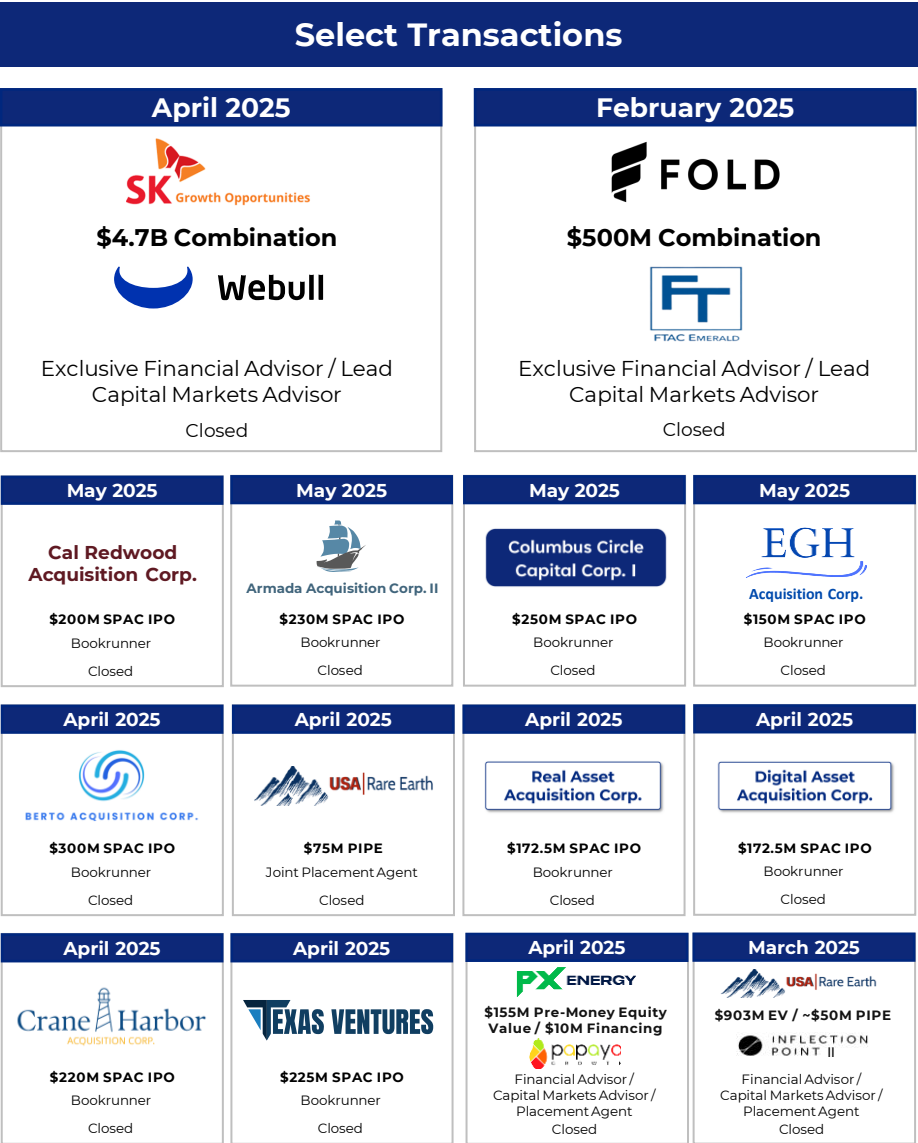 Select Transactions
April 2025
SK Growth Opportunities
$4.7B Combination
Webull
Exclusive Financial Advisor / Lead
Capital Markets Advisor
Closed
February 2025
FOLD
$500M Combination
FT
FTAC EMERALD
Exclusive Financial Advisor / Lead
Capital Markets Advisor
Closed
May 2025
Cal Redwood
Acquisition Corp.
$200M SPAC IPO
Bookrunner
Closed
May 2025
Armada Acquisition Corp. II
$230M SPAC IPO
Bookrunner
Closed
May 2025
Columbus Circle
Capital Corp. I
$250M SPAC IPO
Bookrunner
Closed
May 2025
EGH
Acquisition Corp.
$150M SPAC IPO
Bookrunner
Closed
April 2025
BERTO ACQUISITION CORP.
$300M SPAC IPO
Bookrunner
Closed
April 2025
USA|Rare Earth
$75M PIPE
Joint Placement Agent
Closed
April 2025
Real Asset
Acquisition Corp.
$172.5M SPAC IPO
Bookrunner
Closed
April 2025
Digital Asset
Acquisition Corp.
$172.5M SPAC IPO
Bookrunner
Closed
April 2025
Crane Harbor
ACQUISITION CORP.
$220M SPAC IPO
Bookrunner
Closed
April 2025
TEXAS VENTURES
$225M SPAC IPO
Bookrunner
Closed
April 2025
PX ENERGY
$155M Pre-Money Equity
Value / $10M Financing
papaya
GROWTH
Financial Advisor /
Capital Markets Advisor /
Placement Agent
Closed
March 2025
USA|Rare Earth
$903M EV / ~$50M PIPE
INFLECTION
POINT II
Financial Advisor /
Capital Markets Advisor /
Placement Agent
Closed